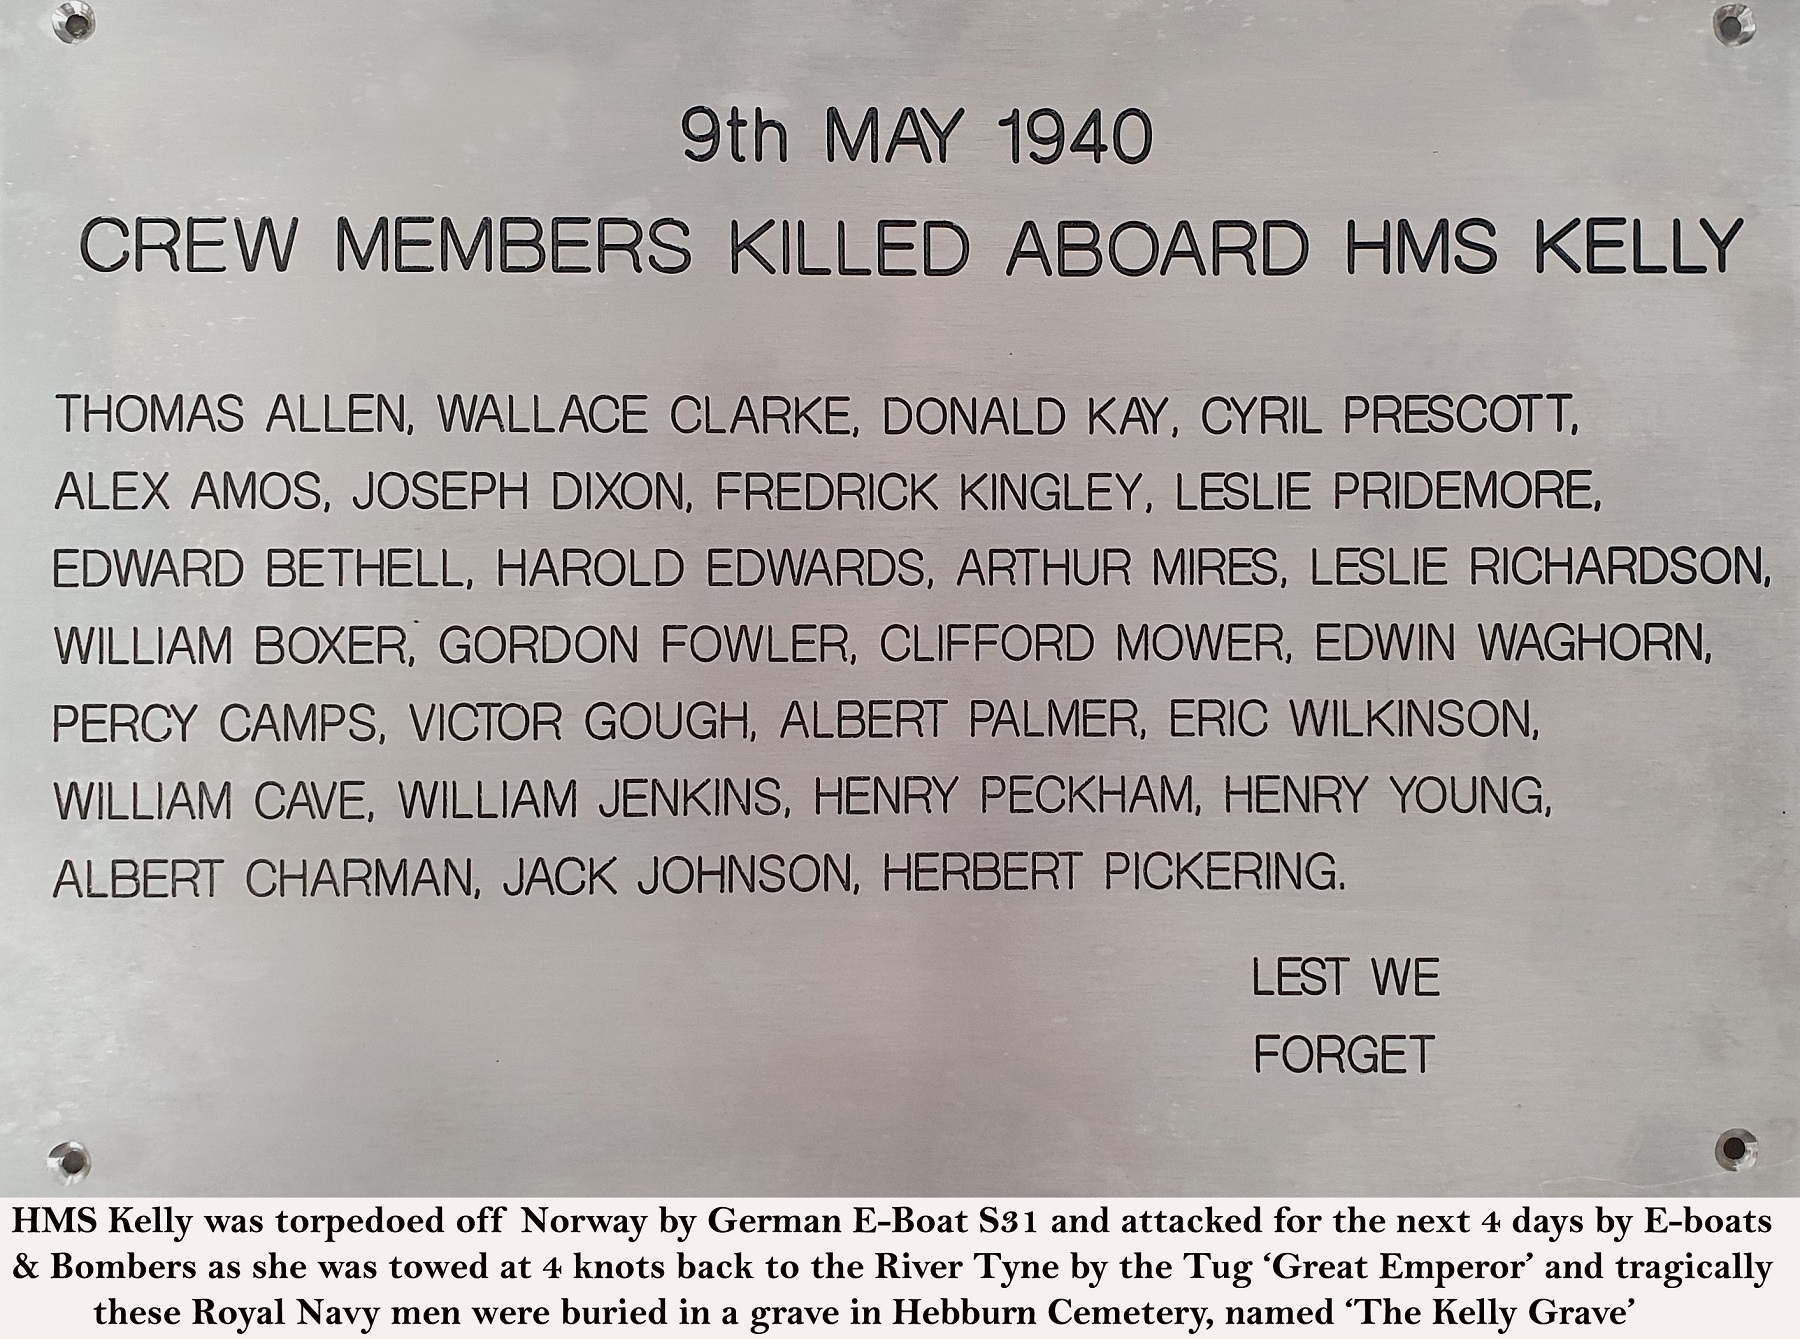 9th MAY 1940
CREW MEMBERS KILLED ABOARD HMS KELLY
THOMAS ALLEN, WALLACE CLARKE, DONALD KAY, CYRIL PRESCOTT,
ALEX AMOS, JOSEPH DIXON, FREDRICK KINGLEY, LESLIE PRIDEMORE,
EDWARD BETHELL, HAROLD EDWARDS, ARTHUR MIRES, LESLIE RICHARDSON,
WILLIAM BOXER, GORDON FOWLER, CLIFFORD MOWER, EDWIN WAGHORN,
PERCY CAMPS, VICTOR GOUGH, ALBERT PALMER, ERIC WILKINSON,
WILLIAM CAVE, WILLIAM JENKINS, HENRY PECKHAM, HENRY YOUNG,
ALBERT CHARMAN, JACK JOHNSON, HERBERT PICKERING.
LEST WE
FORGET
HMS Kelly was torpedoed off Norway by German E-Boat S31 and attacked for the next 4 days by E-boats
& Bombers as she was towed at 4 knots back to the River Tyne by the Tug ‘Great Emperor’ and tragically
these Royal Navy men were buried in a grave in Hebburn Cemetery, named ‘The Kelly Grave’